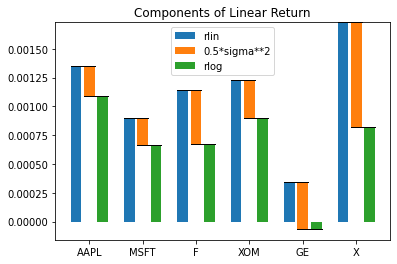 Components of Linear Return
rlin
0.5*sigma**2
rlog
0.00150
0.00125
0.00100
0.00075
0.00050
0.00025
0.00000
AAPL MSFT F XOM GE X